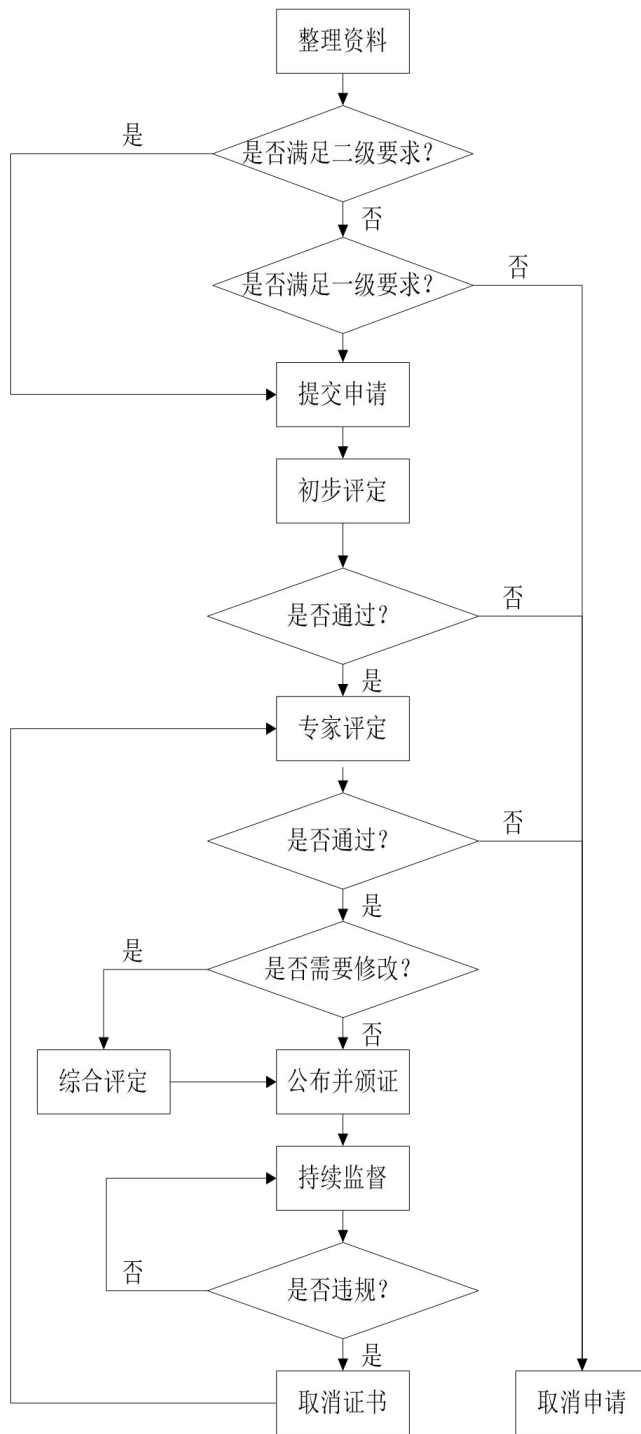 整理资料
是
是否满足二级要求？
否
是否满足一级要求？
否
提交申请
初步评定
是否通过？
否
是
专家评定
是否通过？
否
是
是
是否需要修改？
否
综合评定
公布并颁证
持续监督
否
是否违规？
是
取消证书
取消申请